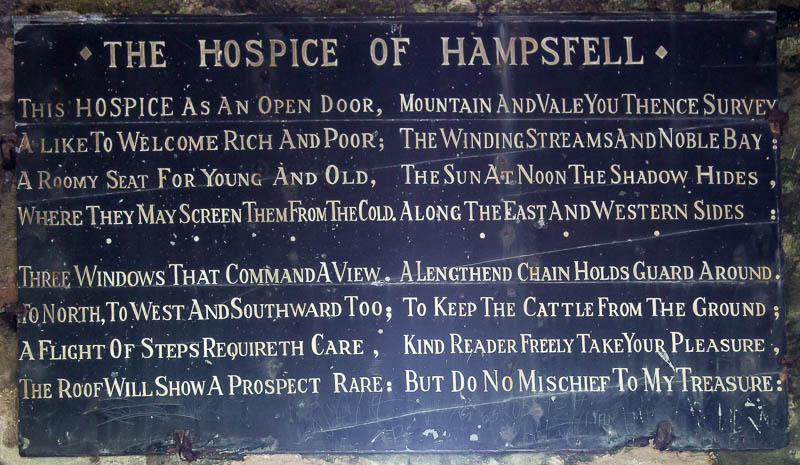 THE HOSPICE OF HAMPSFELL
THIS HOSPICE AS AN OPEN DOOR,
A LIKE TO WELCOME RICH AND POOR;
A ROOMY SEAT FOR YOUNG AND OLD,
WHERE THEY MAY SCREEN THEM FROM THE COLD.
THREE WINDOWS THAT COMMAND A VIEW.
TO NORTH, TO WEST AND SOUTHWARD TOO;
A FLIGHT OF STEPS REQUIRETH CARE,
THE ROOF WILL SHOW A PROSPECT RARE:
MOUNTAIN AND VALE YOU THENCE SURVEY
THE WINDING STREAMS AND NOBLE BAY:
THE SUN AT NOON THE SHADOW HIDES,
ALONG THE EAST AND WESTERN SIDES:
A LENGTHEND CHAIN HOLDS GUARD AROUND.
TO KEEP THE CATTLE FROM THE GROUND;
KIND READER FREELY TAKE YOUR PLEASURE,
BUT DO NO MISCHIEF TO MY TREASURE: